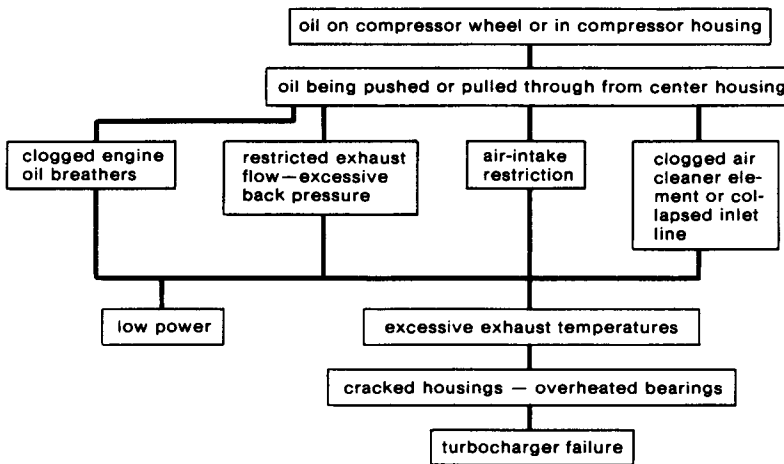 oil on compressor wheel or in compressor housing
oil being pushed or pulled through from center housing
clogged engine
oil breathers
restricted exhaust
flow—excessive
back pressure
air-intake
restriction
clogged air
cleaner ele-
ment or col-
lapsed inlet
line
low power
excessive exhaust temperatures
cracked housings — overheated bearings
turbocharger failure